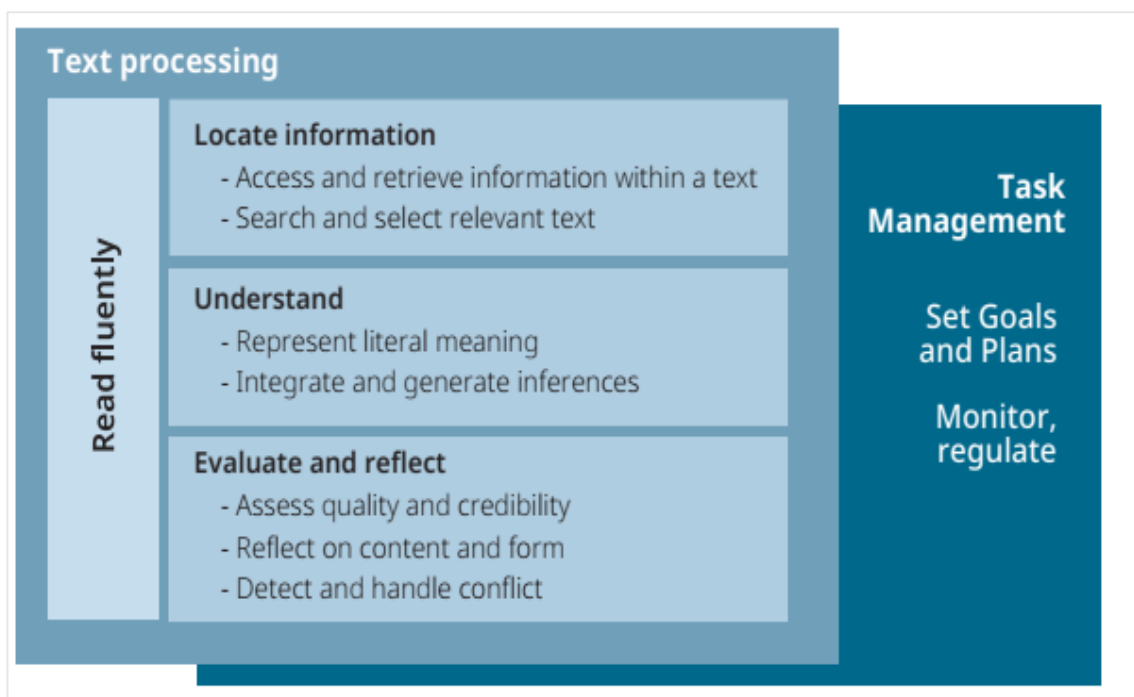 Text processing
Read fluently
Locate information
- Access and retrieve information within a text
- Search and select relevant text
Understand
- Represent literal meaning
- Integrate and generate inferences
Evaluate and reflect
- Assess quality and credibility
- Reflect on content and form
- Detect and handle conflict
Task
Management
Set Goals
and Plans
Monitor,
regulate